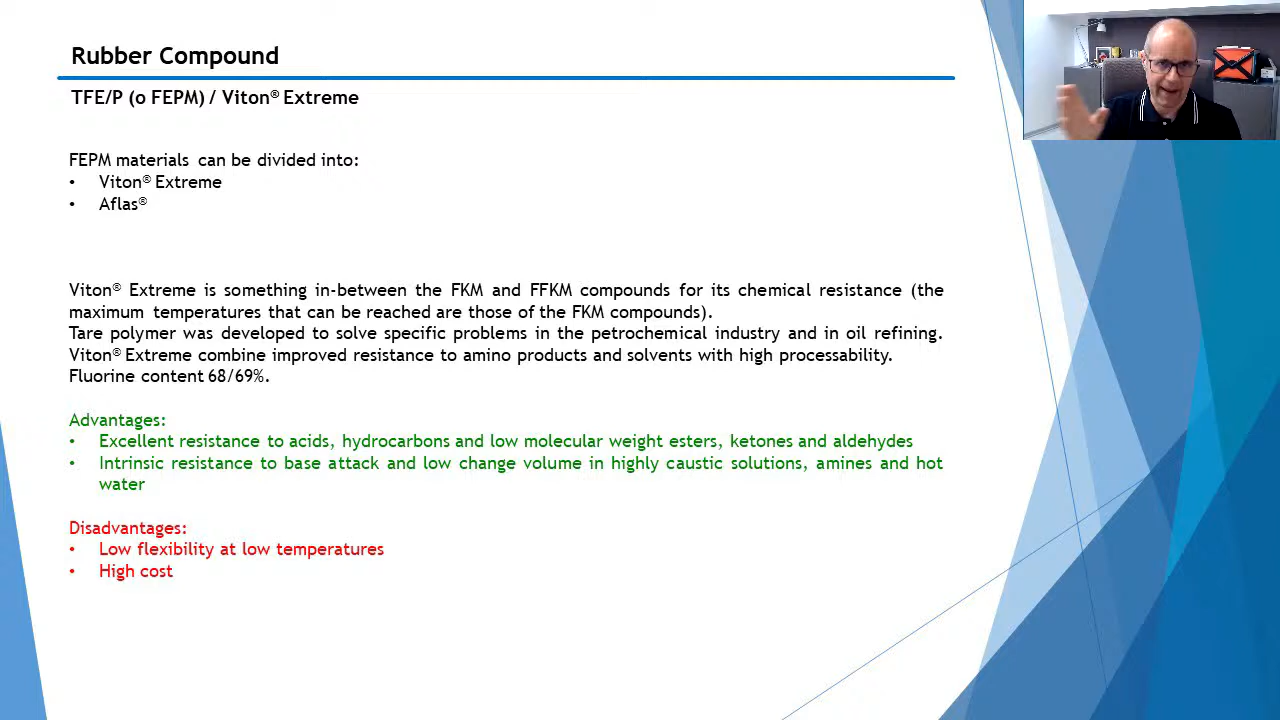 Rubber Compound
TFE/P (o FEPM) / Viton® Extreme
FEPM materials can be divided into:
• Viton® Extreme
• Aflas®
Viton® Extreme is something in-between the FKM and FFKM compounds for its chemical resistance (the
maximum temperatures that can be reached are those of the FKM compounds).
Tare polymer was developed to solve specific problems in the petrochemical industry and in oil refining.
Viton® Extreme combine improved resistance to amino products and solvents with high processability.
Fluorine content 68/69%.
Advantages:
• Excellent resistance to acids, hydrocarbons and low molecular weight esters, ketones and aldehydes
• Intrinsic resistance to base attack and low change volume in highly caustic solutions, amines and hot
water
Disadvantages:
• Low flexibility at low temperatures
• High cost